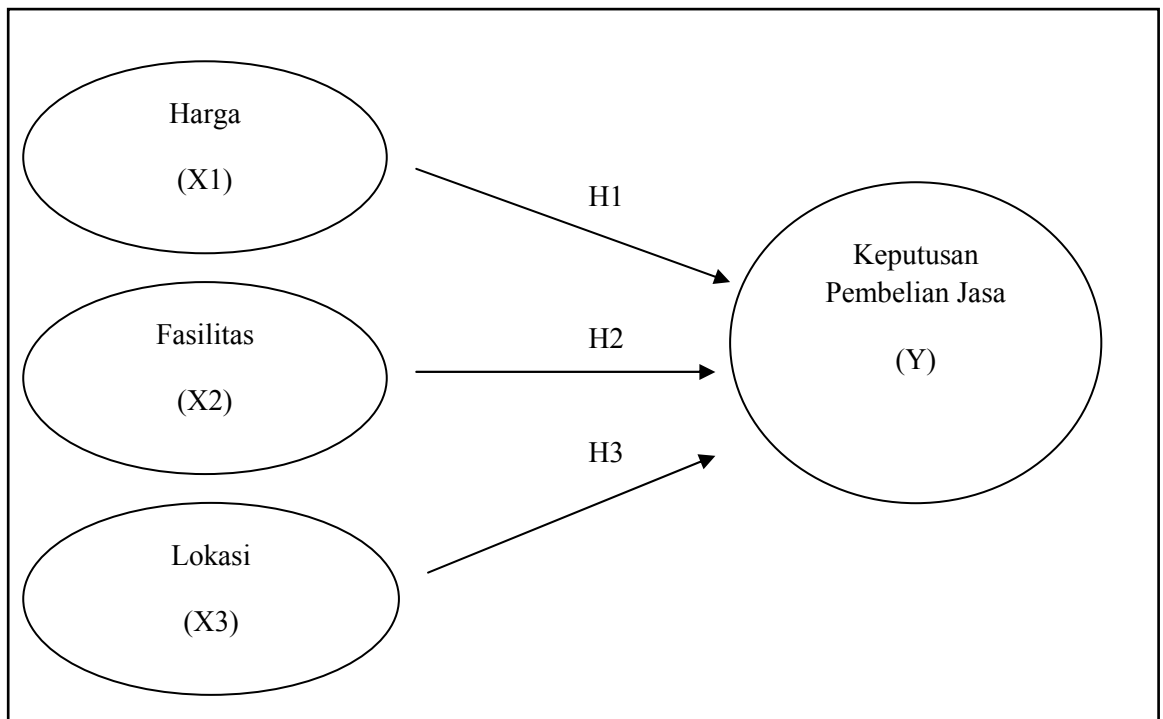 Harga
(X1)
H1
Fasilitas
(X2)
H2
Lokasi
(X3)
H3
Keputusan
Pembelian Jasa
(Y)